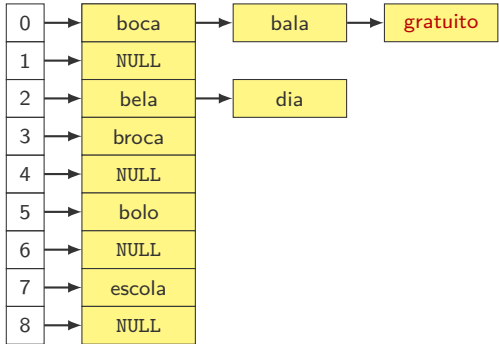 0 boca bala gratuito
1 NULL
2 bela dia
3 broca
4 NULL
5 bolo
6 NULL
7 escola
8 NULL